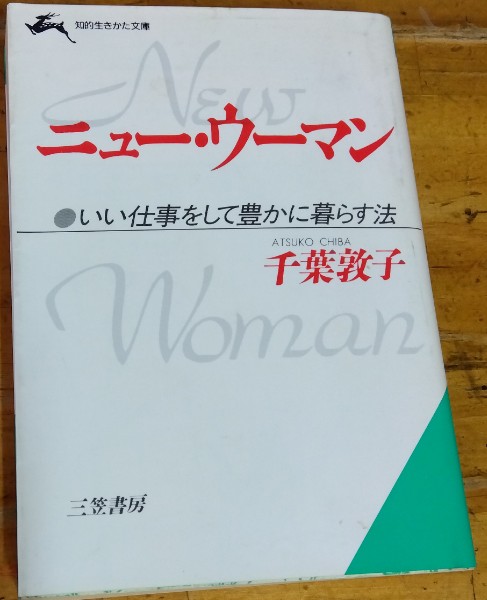 知的生きかた文庫
New
ニュー・ウーマン
●いい仕事をして豊かに暮らす法
ATSUKO CHIBA
千葉敦子
Woman
三笠書房